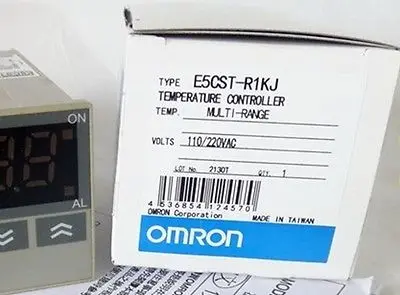 TYPE E5CST-R1KJ
TEMPERATURE CONTROLLER
TEMP. MULTI-RANGE
VOLTS 110/220VAC
LOT No. 2130T QTY. 1
4 536854 124570
OMRON Corporation MADE IN TAIWAN
OMRON
ON
AL